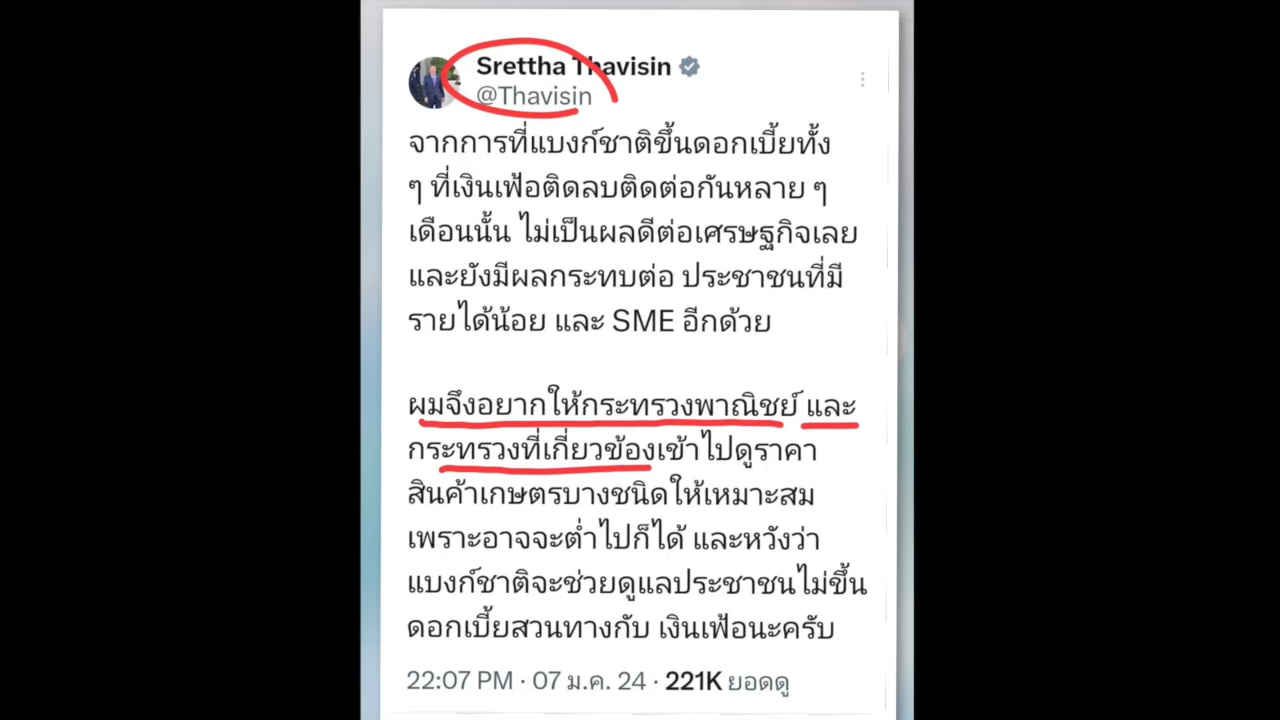 Srettha Thavisin
@Thavisin
จากการที่แบงก์ชาติขึ้นดอกเบี้ยทั้ง
ๆ ที่เงินเฟ้อติดลบติดต่อกันหลาย ๆ
เดือนนั้น ไม่เป็นผลดีต่อเศรษฐกิจเลย
และยังมีผลกระทบต่อ ประชาชนที่มี
รายได้น้อย และ SME อีกด้วย
ผมจึงอยากให้กระทรวงพาณิชย์ และ
กระทรวงที่เกี่ยวข้องเข้าไปดูราคา
สินค้าเกษตรบางชนิดให้เหมาะสม
เพราะอาจจะต่ำไปก็ได้ และหวังว่า
แบงก์ชาติจะช่วยดูแลประชาชนไม่ขึ้น
ดอกเบี้ยสวนทางกับ เงินเฟ้อนะครับ
22:07 PM · 07 ม.ค. 24 · 221K ยอดดู